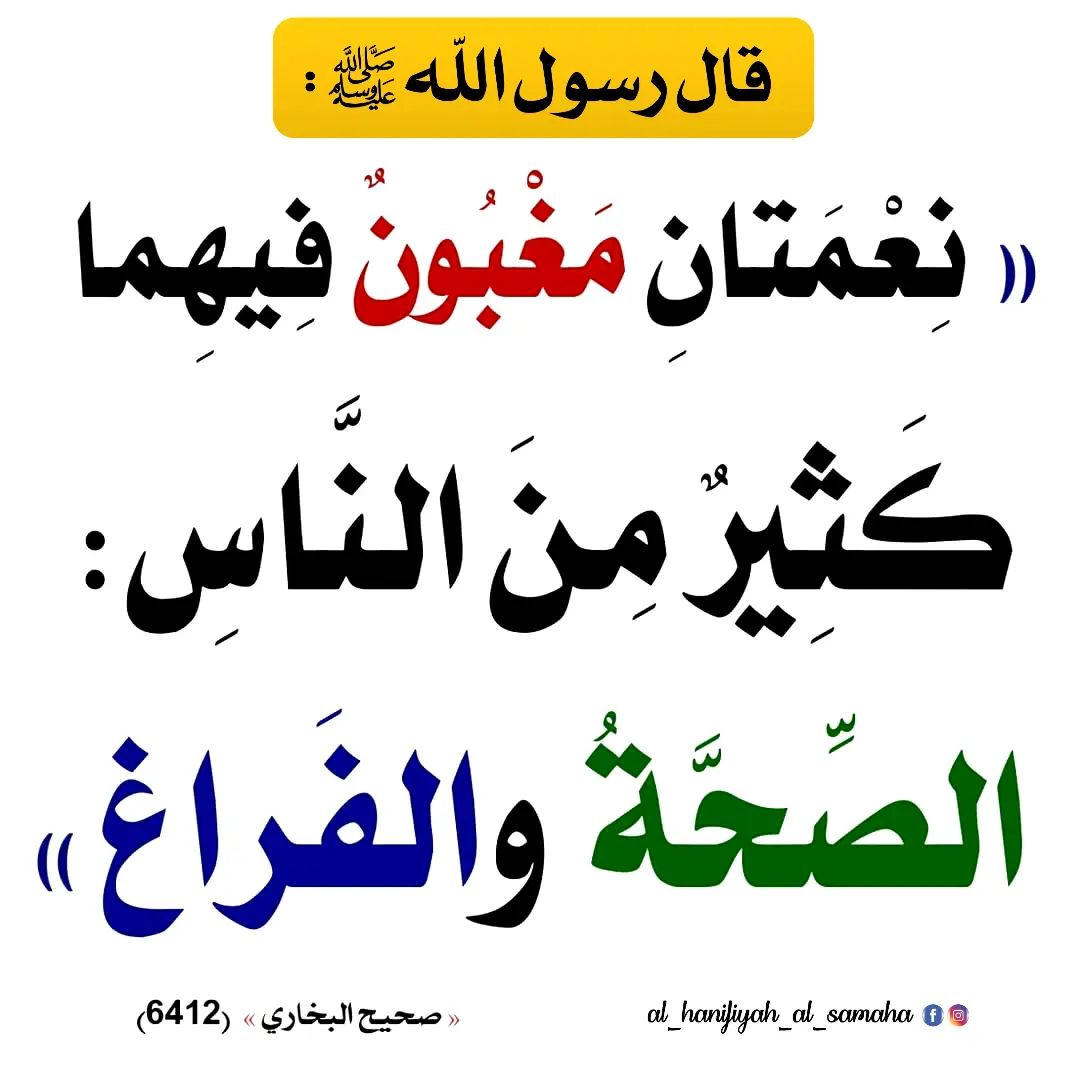 قال رسول الله ﷺ :
(( نِعْمَتَانِ مَغْبُونٌ فِيهِما
كَثِيرٌ مِنَ النَّاسِ :
الصِّحَّةُ والفَراغ ))
« صحيح البخاري » (6412)
al_hanifiyah_al_samaha